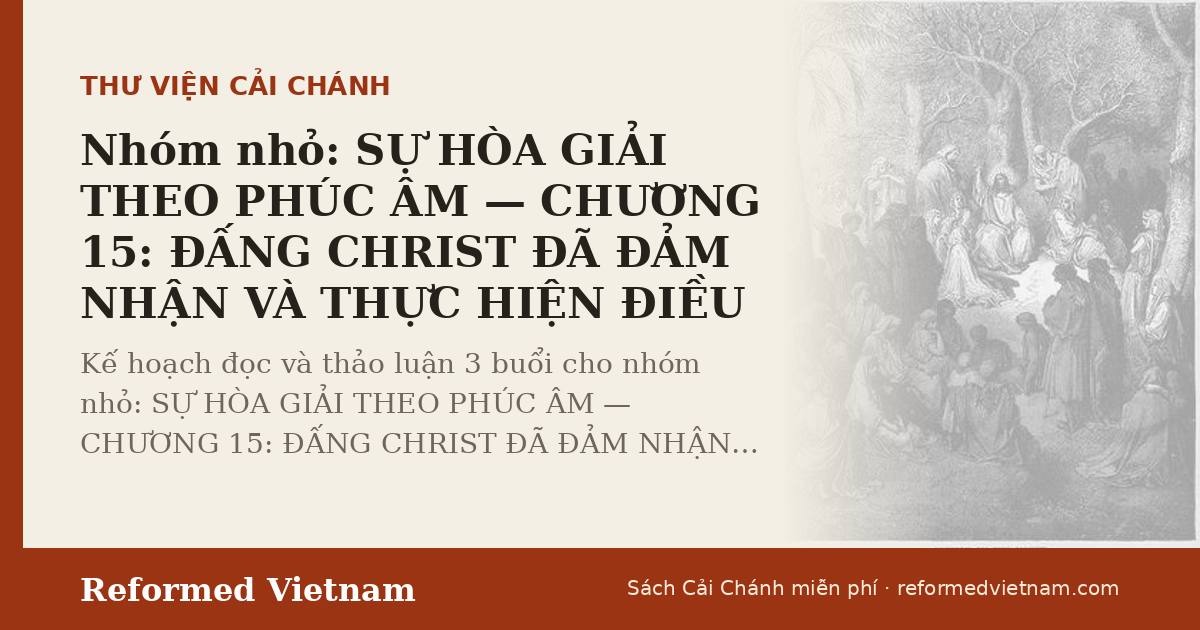 THƯ VIỆN CẢI CHÁNH
Nhóm nhỏ: SỰ HÒA GIẢI
THEO PHÚC ÂM — CHƯƠNG
15: ĐẤNG CHRIST ĐÃ ĐẢM
NHẬN VÀ THỰC HIỆN ĐIỀU
Kế hoạch đọc và thảo luận 3 buổi cho nhóm
nhỏ: SỰ HÒA GIẢI THEO PHÚC ÂM —
CHƯƠNG 15: ĐẤNG CHRIST ĐÃ ĐẢM NHẬN...
Reformed Vietnam
Sách Cải Chánh miễn phí · reformedvietnam.com